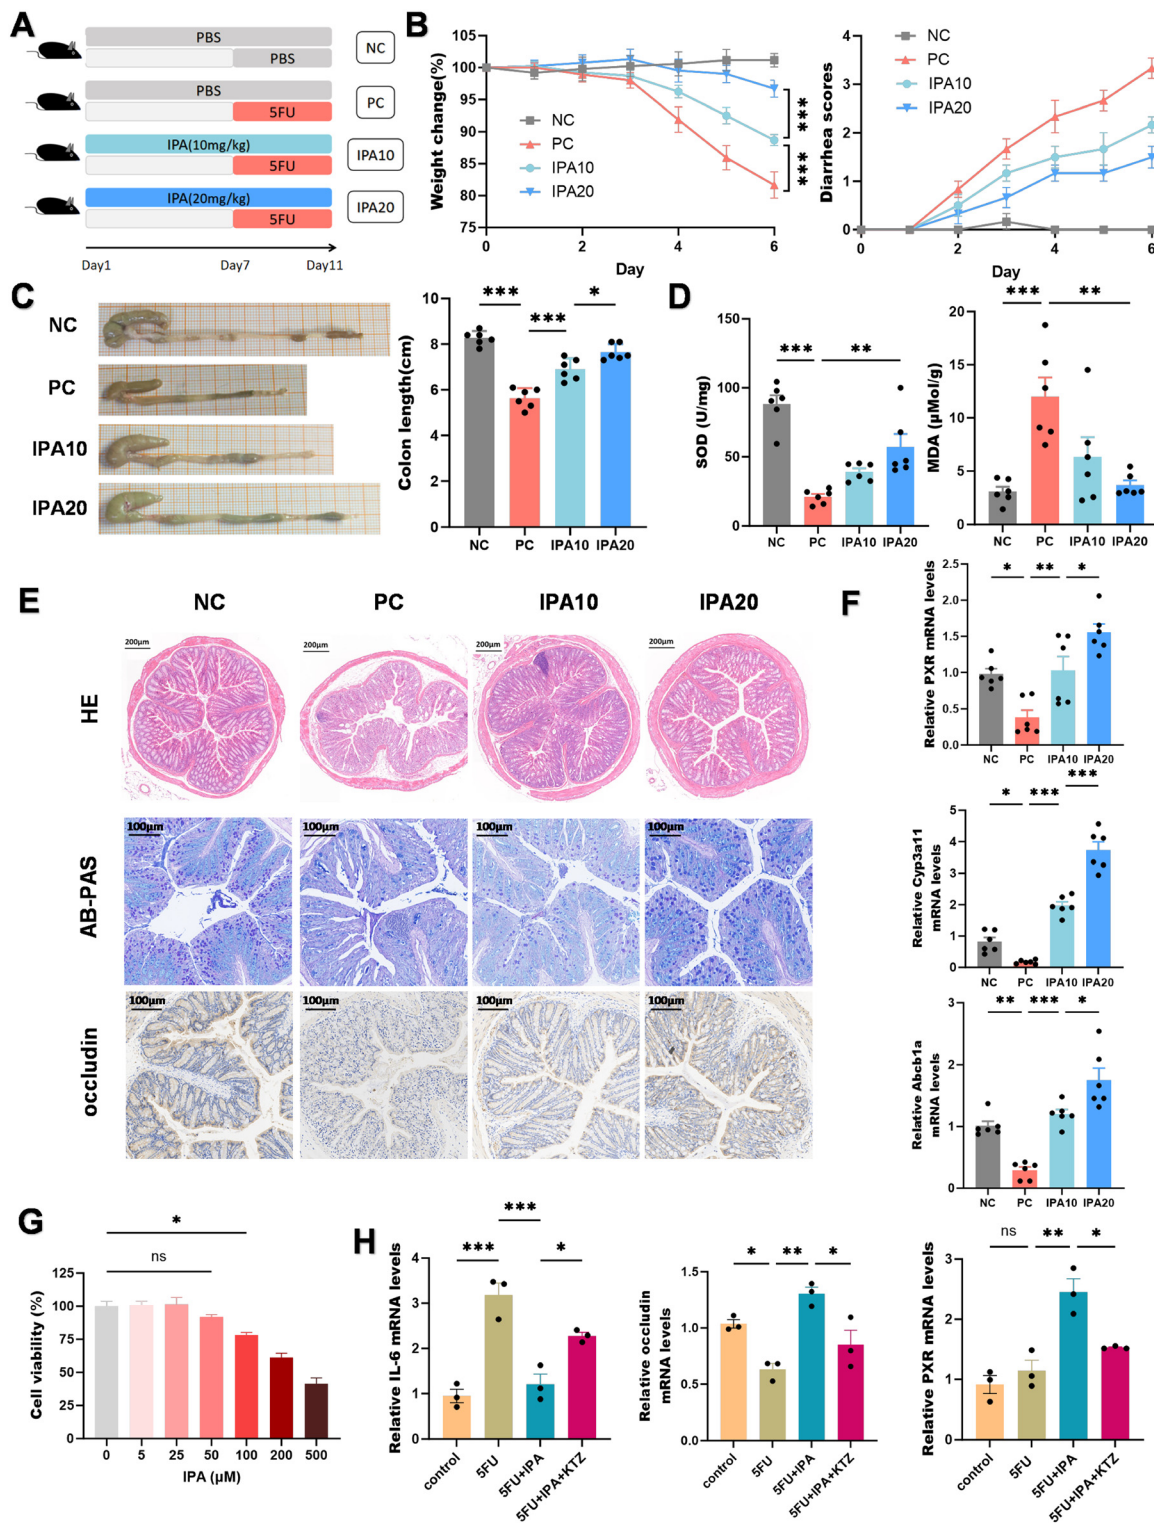 A
PBS
PBS
NC
PBS
5FU
PC
IPA(10mg/kg)
5FU
IPA10
IPA(20mg/kg)
5FU
IPA20
Day1
Day7
Day11
B
Weight change(%)
105
100
95
90
85
80
75
NC
PC
IPA10
IPA20
***
***
0
2
4
6
Day
Diarrhea scores
4
3
2
1
0
NC
PC
IPA10
IPA20
0
2
4
6
Day
C
NC
PC
IPA10
IPA20
Colon length(cm)
10
8
6
4
2
0
***
***
*
NC
PC
IPA10
IPA20
D
SOD (U/mg)
150
100
50
0
***
**
NC
PC
IPA10
IPA20
MDA (μMol/g)
20
15
10
5
0
***
**
NC
PC
IPA10
IPA20
E
NC
PC
IPA10
IPA20
HE
200μm
200μm
200μm
200μm
AB-PAS
100μm
100μm
100μm
100μm
occludin
100μm
100μm
100μm
100μm
F
Relative PXR mRNA levels
2.5
2.0
1.5
1.0
0.5
0.0
*
**
*
NC
PC
IPA10
IPA20
Relative Cyp3a11
mRNA levels
5
4
3
2
1
0
*
***
***
NC
PC
IPA10
IPA20
Relative Abcb1a
mRNA levels
3
2
1
0
**
***
*
NC
PC
IPA10
IPA20
G
Cell viability (%)
125
100
75
50
25
0
*
ns
0
5
25
50
100
200
500
IPA (μM)
H
Relative IL-6 mRNA levels
4
3
2
1
0
***
***
*
control
5FU
5FU+IPA
5FU+IPA+KTZ
Relative occludin
mRNA levels
1.5
1.0
0.5
0.0
*
**
*
control
5FU
5FU+IPA
5FU+IPA+KTZ
Relative PXR mRNA levels
3
2
1
0
ns
**
*
control
5FU
5FU+IPA
5FU+IPA+KTZ